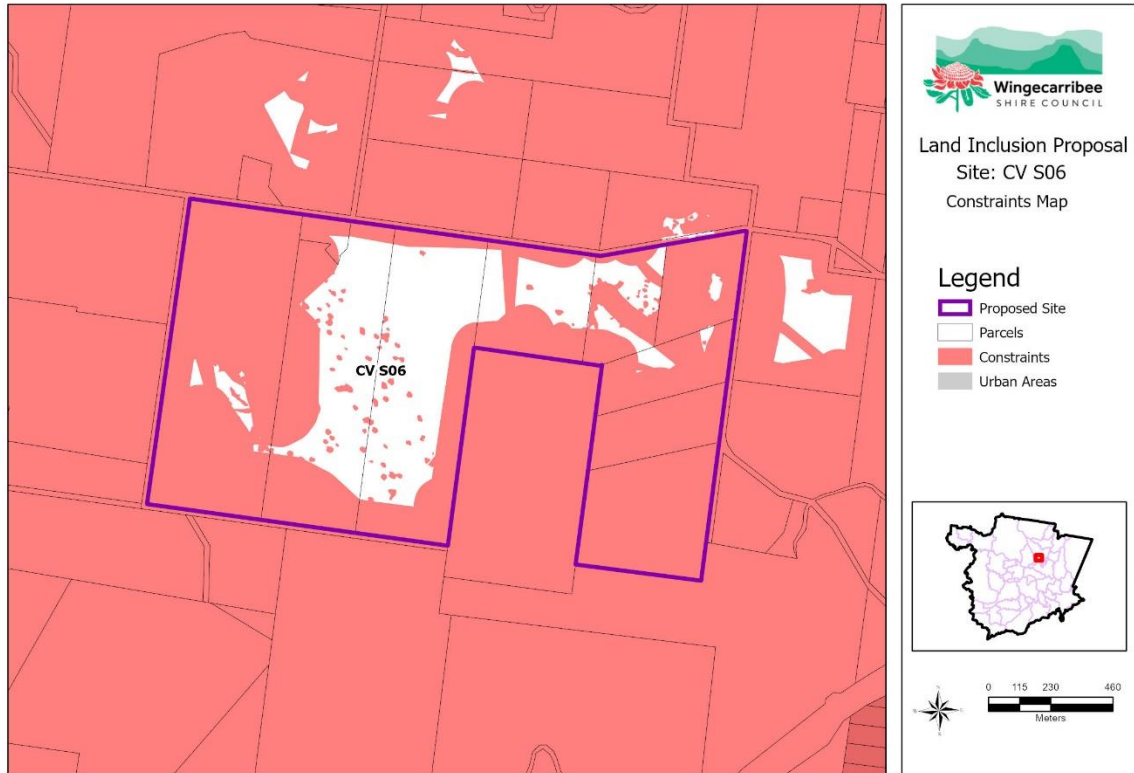 CV S06
Wingecarribee
SHIRE COUNCIL
Land Inclusion Proposal
Site: CV S06
Constraints Map
Legend
Proposed Site
Parcels
Constraints
Urban Areas
0 115 230 460
Meters